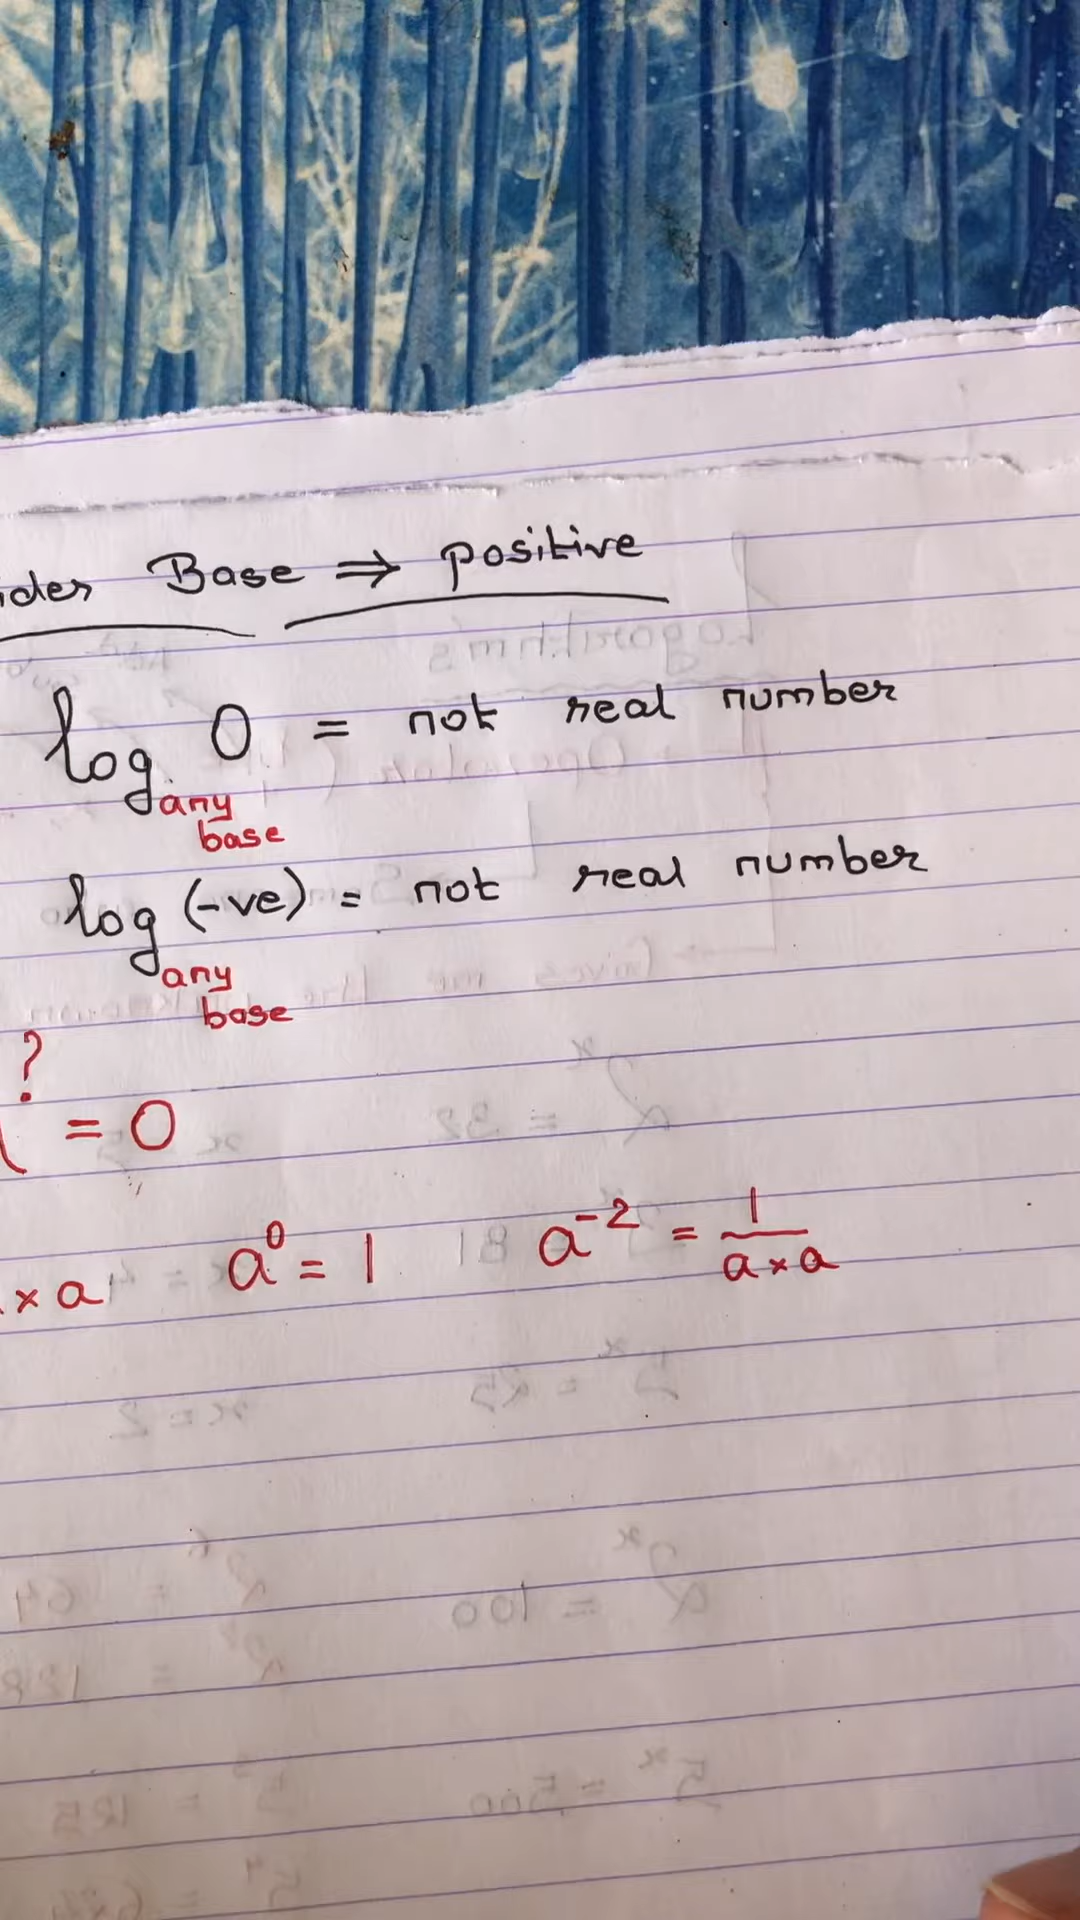 Base ⇒ positive
log any base 0 = not real number
log any base (-ve) = not real number
?
= 0
× a a⁰ = 1 a⁻² = 1/(a × a)